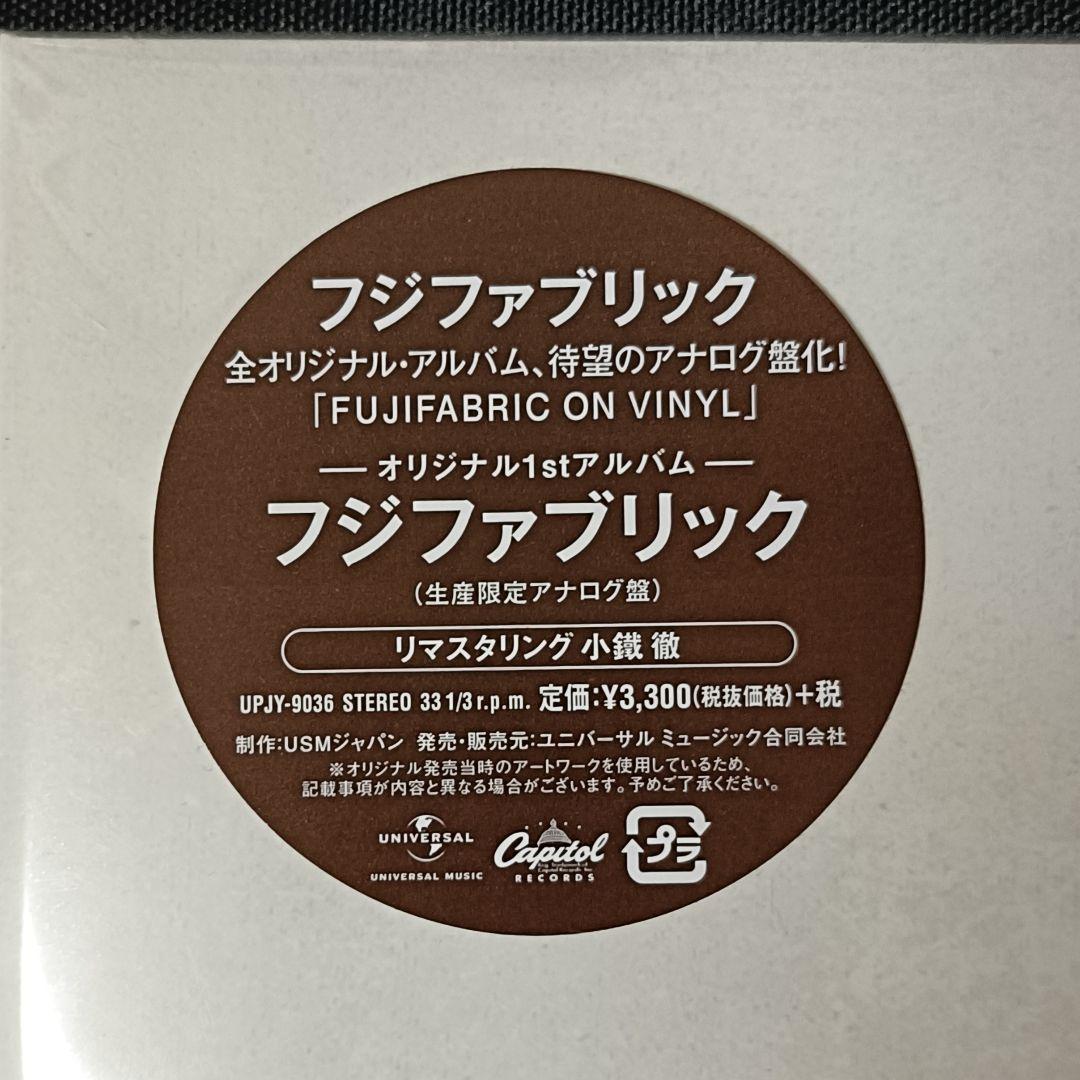 フジファブリック
全オリジナル・アルバム、待望のアナログ盤化!
「FUJIFABRIC ON VINYL」
— オリジナル1stアルバム —
フジファブリック
(生産限定アナログ盤)
リマスタリング 小鐵 徹
UPJY-9036 STEREO 33 1/3 r.p.m. 定価:¥3,300(税抜価格)+税
制作:USMジャパン 発売・販売元:ユニバーサル ミュージック合同会社
※オリジナル発売当時のアートワークを使用しているため、
記載事項が内容と異なる場合がございます。予めご了承ください。
UNIVERSAL
UNIVERSAL MUSIC
Capitol
RECORDS
プラ